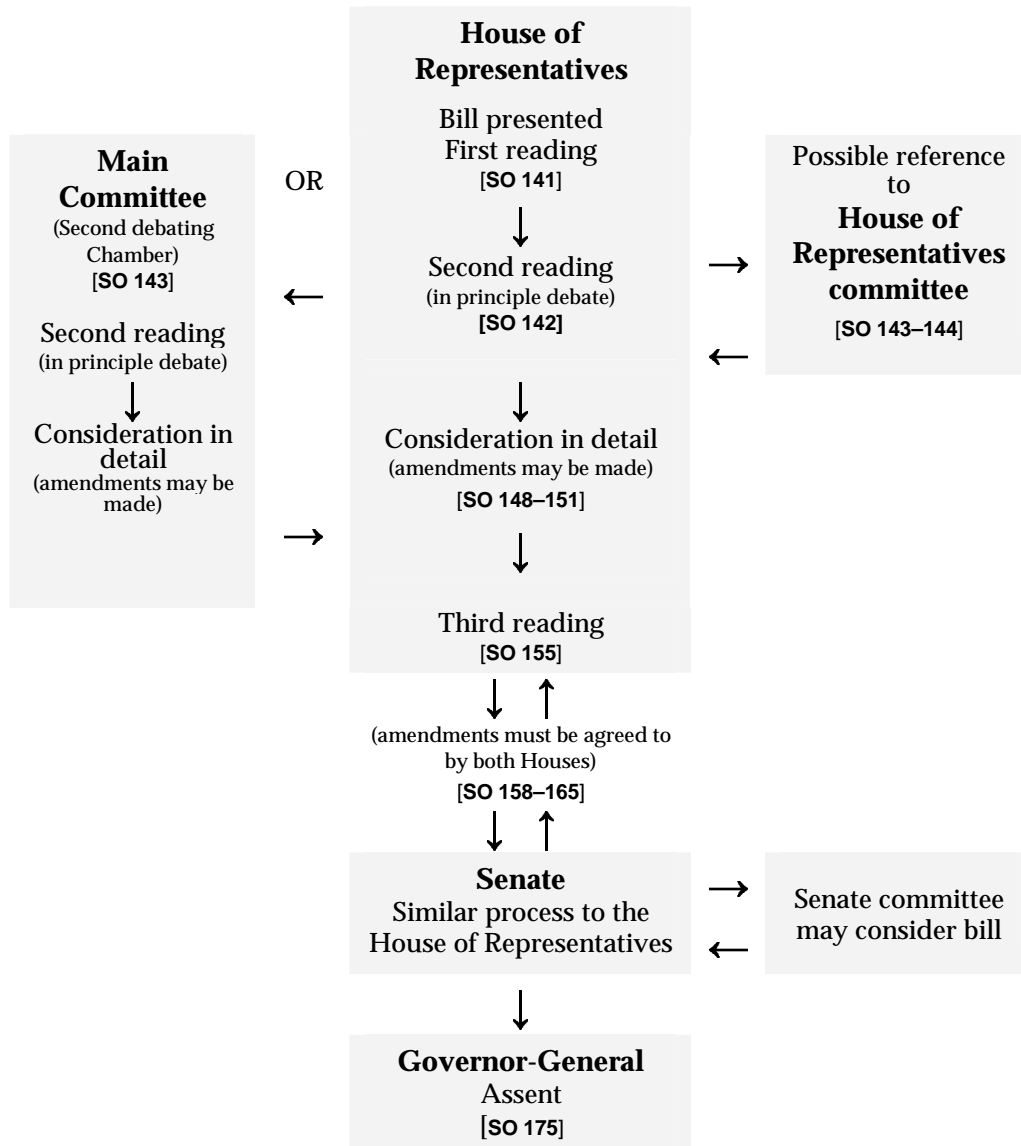 House of
Representatives
Bill presented
First reading
[SO 141]
Main
Committee
(Second debating
Chamber)
[SO 143]
OR
Possible reference
to
House of
Representatives
committee
[SO 143–144]
Second reading
(in principle debate)
[SO 142]
Second reading
(in principle debate)
Consideration in
detail
(amendments may be
made)
Consideration in detail
(amendments may be made)
[SO 148–151]
Third reading
[SO 155]
(amendments must be agreed to
by both Houses)
[SO 158–165]
Senate
Similar process to the
House of Representatives
Senate committee
may consider bill
Governor-General
Assent
[SO 175]